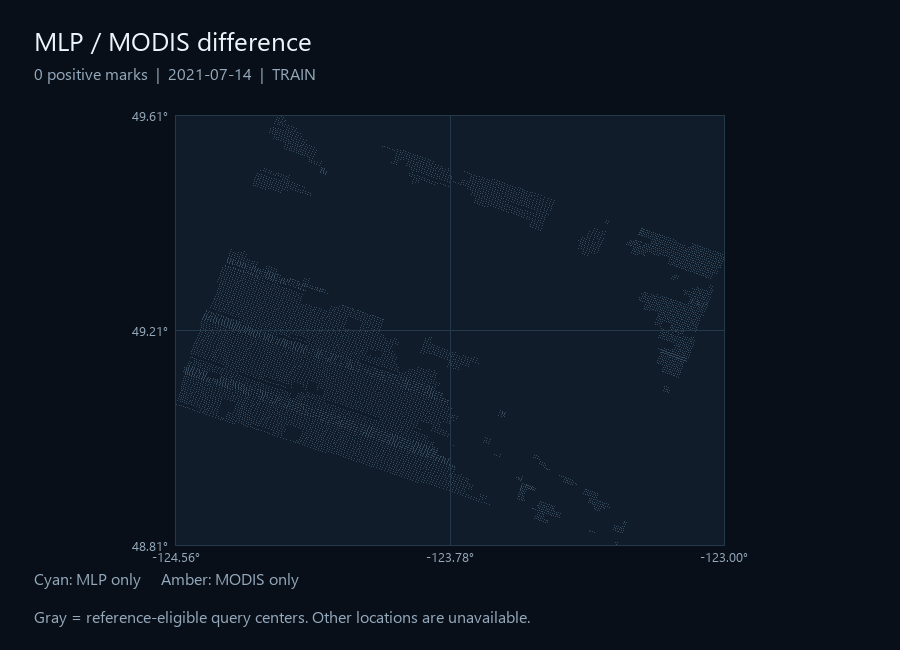 MLP / MODIS difference
0 positive marks | 2021-07-14 | TRAIN
49.61°
49.21°
48.81°
-124.56° -123.78° -123.00°
Cyan: MLP only Amber: MODIS only
Gray = reference-eligible query centers. Other locations are unavailable.